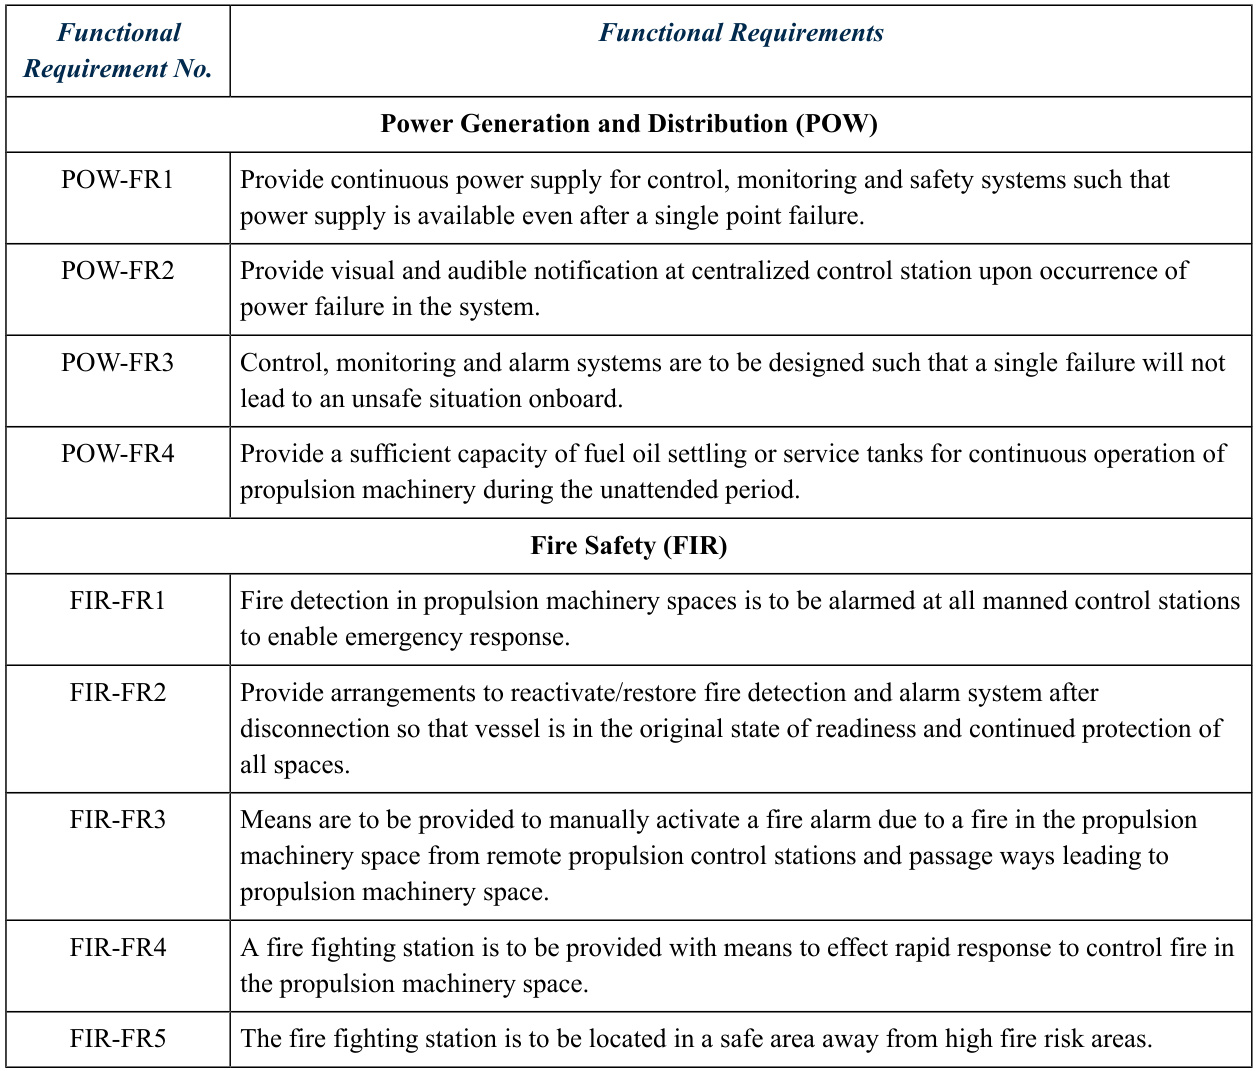 Functional
Requirement No.
Functional Requirements
Power Generation and Distribution (POW)
POW-FR1
Provide continuous power supply for control, monitoring and safety systems such that
power supply is available even after a single point failure.
POW-FR2
Provide visual and audible notification at centralized control station upon occurrence of
power failure in the system.
POW-FR3
Control, monitoring and alarm systems are to be designed such that a single failure will not
lead to an unsafe situation onboard.
POW-FR4
Provide a sufficient capacity of fuel oil settling or service tanks for continuous operation of
propulsion machinery during the unattended period.
Fire Safety (FIR)
FIR-FR1
Fire detection in propulsion machinery spaces is to be alarmed at all manned control stations
to enable emergency response.
FIR-FR2
Provide arrangements to reactivate/restore fire detection and alarm system after
disconnection so that vessel is in the original state of readiness and continued protection of
all spaces.
FIR-FR3
Means are to be provided to manually activate a fire alarm due to a fire in the propulsion
machinery space from remote propulsion control stations and passage ways leading to
propulsion machinery space.
FIR-FR4
A fire fighting station is to be provided with means to effect rapid response to control fire in
the propulsion machinery space.
FIR-FR5
The fire fighting station is to be located in a safe area away from high fire risk areas.